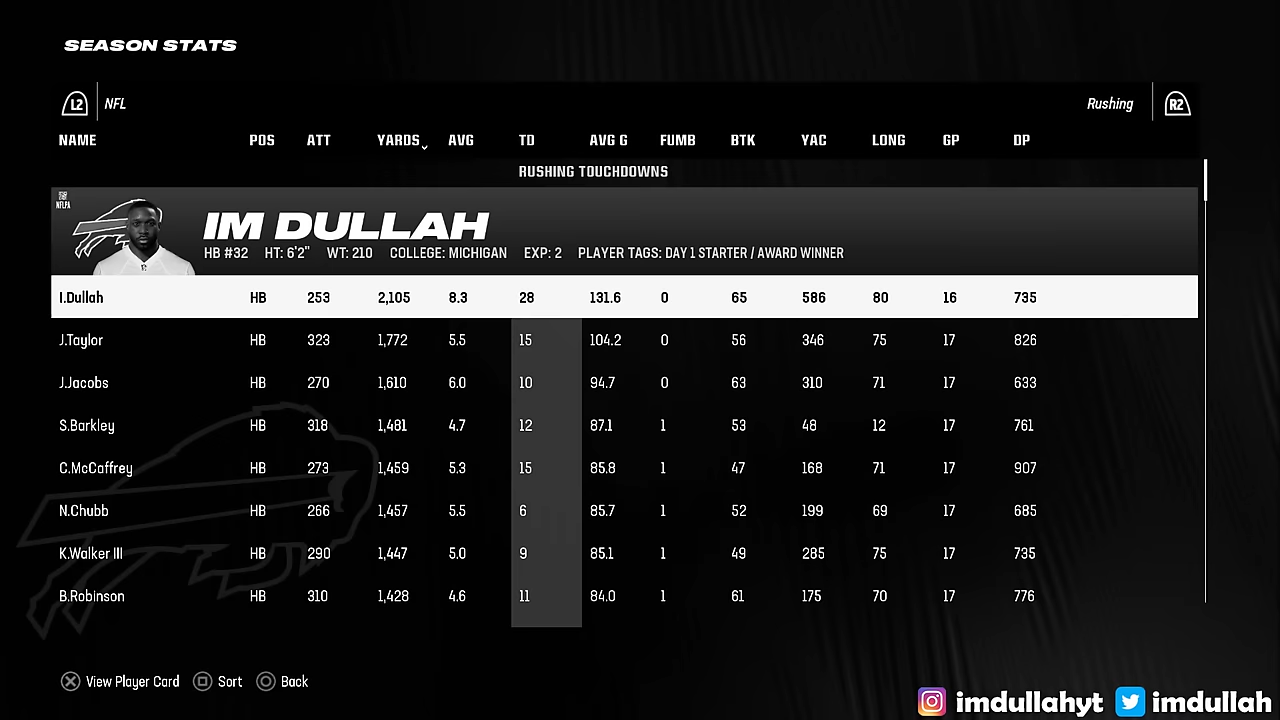 SEASON STATS
L2 NFL Rushing R2
NAME POS ATT YARDS AVG TD AVG G FUMB BTK YAC LONG GP DP
RUSHING TOUCHDOWNS
NFLPA
IM DULLAH
HB #32 HT: 6'2" WT: 210 COLLEGE: MICHIGAN EXP: 2 PLAYER TAGS: DAY 1 STARTER / AWARD WINNER
I.Dullah HB 253 2,105 8.3 28 131.6 0 65 586 80 16 735
J.Taylor HB 323 1,772 5.5 15 104.2 0 56 346 75 17 826
J.Jacobs HB 270 1,610 6.0 10 94.7 0 63 310 71 17 633
S.Barkley HB 318 1,481 4.7 12 87.1 1 53 48 12 17 761
C.McCaffrey HB 273 1,459 5.3 15 85.8 1 47 168 71 17 907
N.Chubb HB 266 1,457 5.5 6 85.7 1 52 199 69 17 685
K.Walker III HB 290 1,447 5.0 9 85.1 1 49 285 75 17 735
B.Robinson HB 310 1,428 4.6 11 84.0 1 61 175 70 17 776
View Player Card Sort Back
imdullahyt imdullah